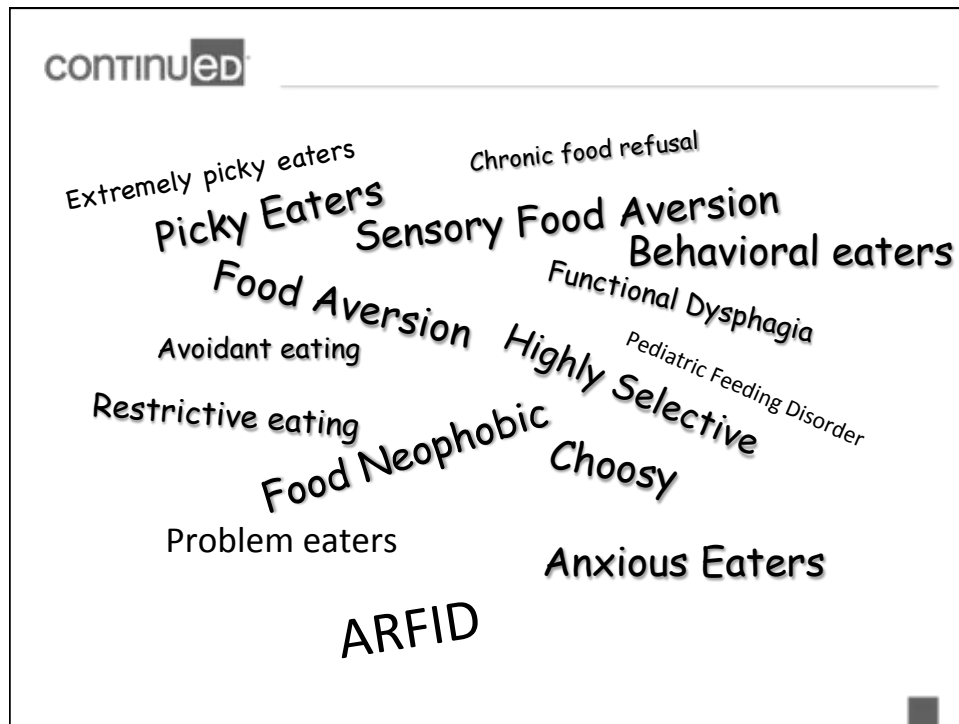 continued
Extremely picky eaters
Chronic food refusal
Picky Eaters
Sensory Food Aversion
Behavioral eaters
Food Aversion
Functional Dysphagia
Avoidant eating
Highly Selective
Pediatric Feeding Disorder
Restrictive eating
Food Neophobic
Choosy
Problem eaters
Anxious Eaters
ARFID